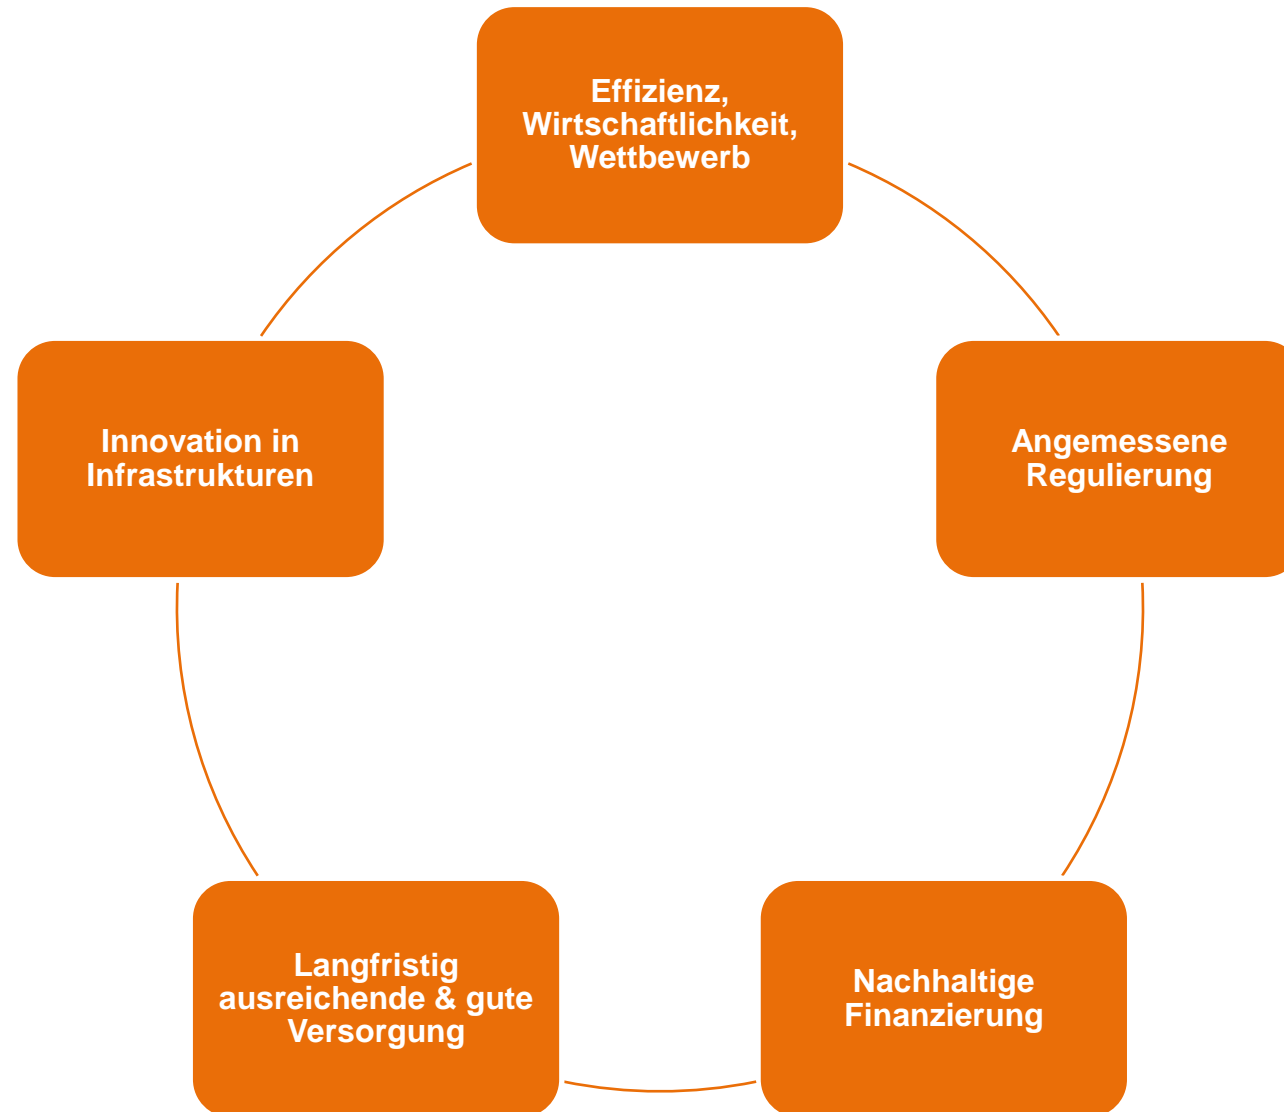 Effizienz,
Wirtschaftlichkeit,
Wettbewerb
Innovation in
Infrastrukturen
Angemessene
Regulierung
Langfristig
ausreichende & gute
Versorgung
Nachhaltige
Finanzierung